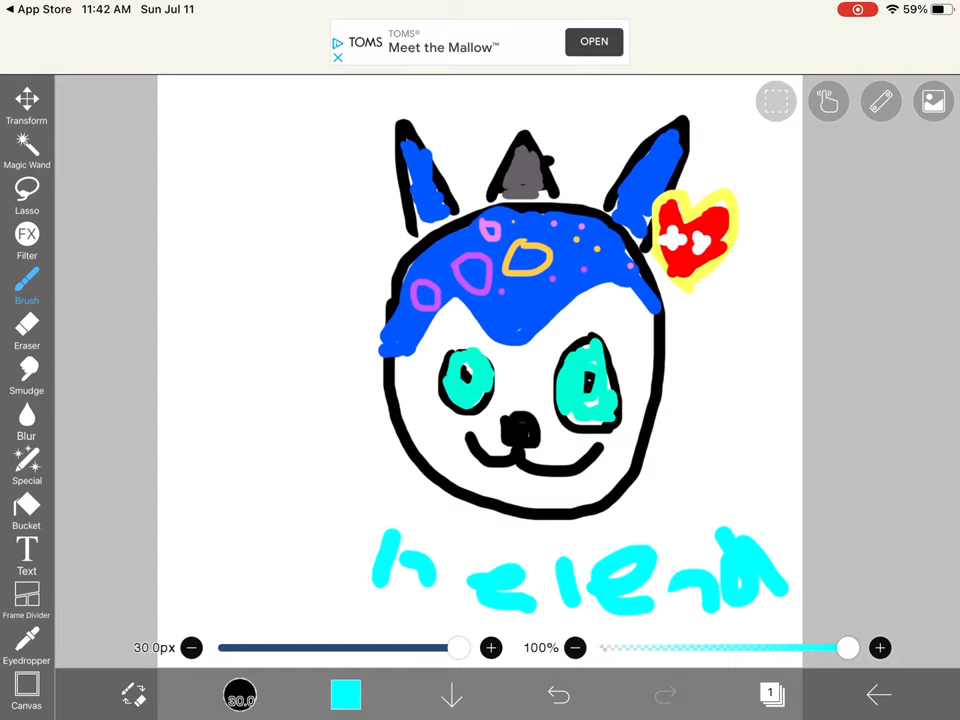 App Store 11:42 AM Sun Jul 11 59%
TOMS TOMS®
Meet the Mallow™
OPEN
Transform
Magic Wand
Lasso
FX
Filter
Brush
Eraser
Smudge
Blur
Special
Bucket
T
Text
Frame Divider
Eyedropper
Canvas
helena
30.0px 100%
30.0
1